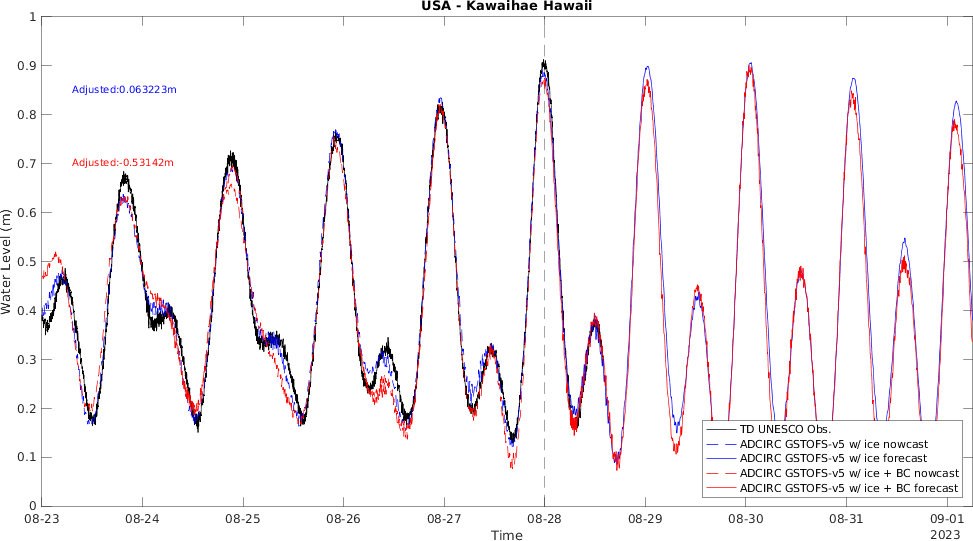 USA - Kawaihae Hawaii
Water Level (m)
1
0.9
0.8
0.7
0.6
0.5
0.4
0.3
0.2
0.1
0
Adjusted:0.063223m
Adjusted:-0.53142m
TD UNESCO Obs.
ADCIRC GSTOFS-v5 w/ ice nowcast
ADCIRC GSTOFS-v5 w/ ice forecast
ADCIRC GSTOFS-v5 w/ ice + BC nowcast
ADCIRC GSTOFS-v5 w/ ice + BC forecast
08-23 08-24 08-25 08-26 08-27 08-28 08-29 08-30 08-31 09-01
2023
Time